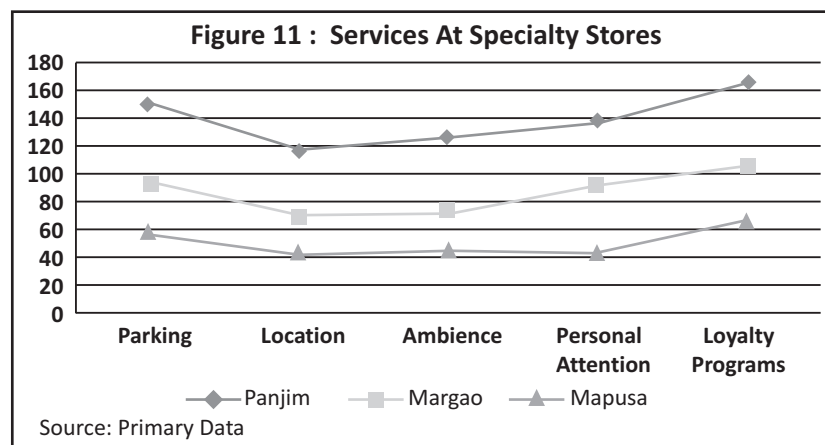 Figure 11 :  Services At Specialty Stores
180
160
140
120
100
80
60
40
20
0
Parking Location Ambience Personal Attention Loyalty Programs
Panjim Margao Mapusa
Source: Primary Data